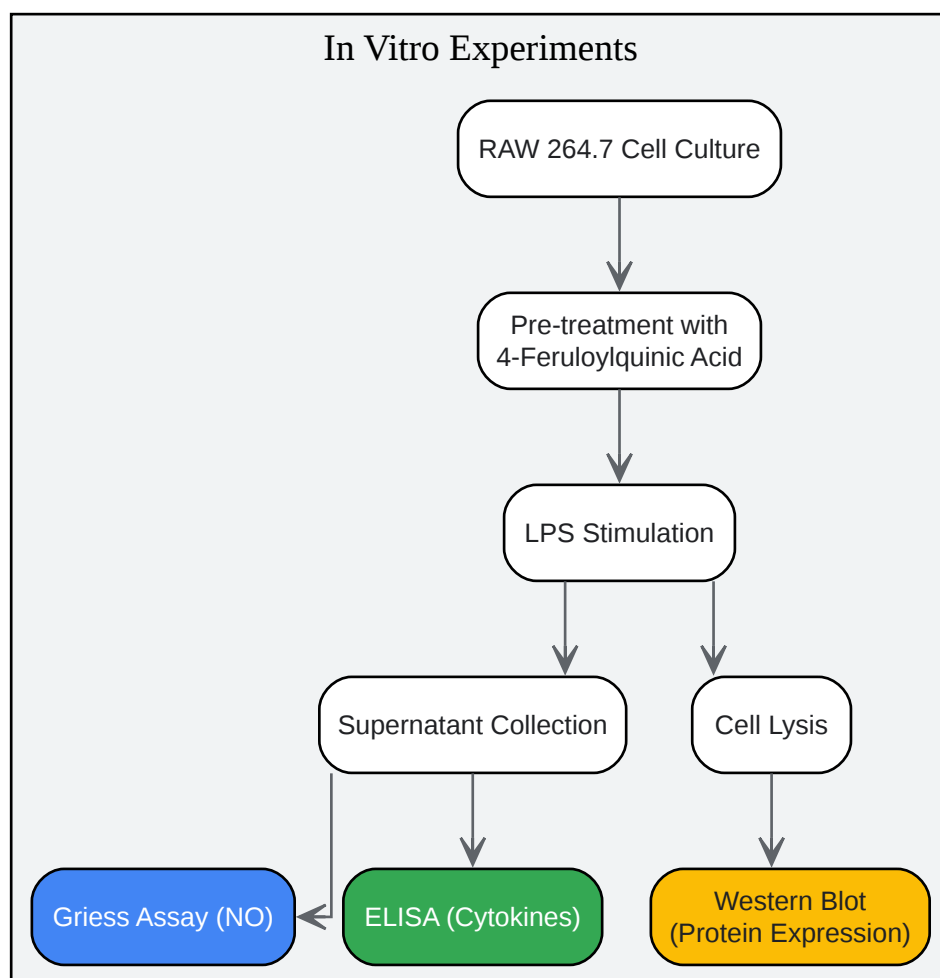 In Vitro Experiments
RAW 264.7 Cell Culture
Pre-treatment with
4-Feruloylquinic Acid
LPS Stimulation
Supernatant Collection
Cell Lysis
Griess Assay (NO)
ELISA (Cytokines)
Western Blot
(Protein Expression)